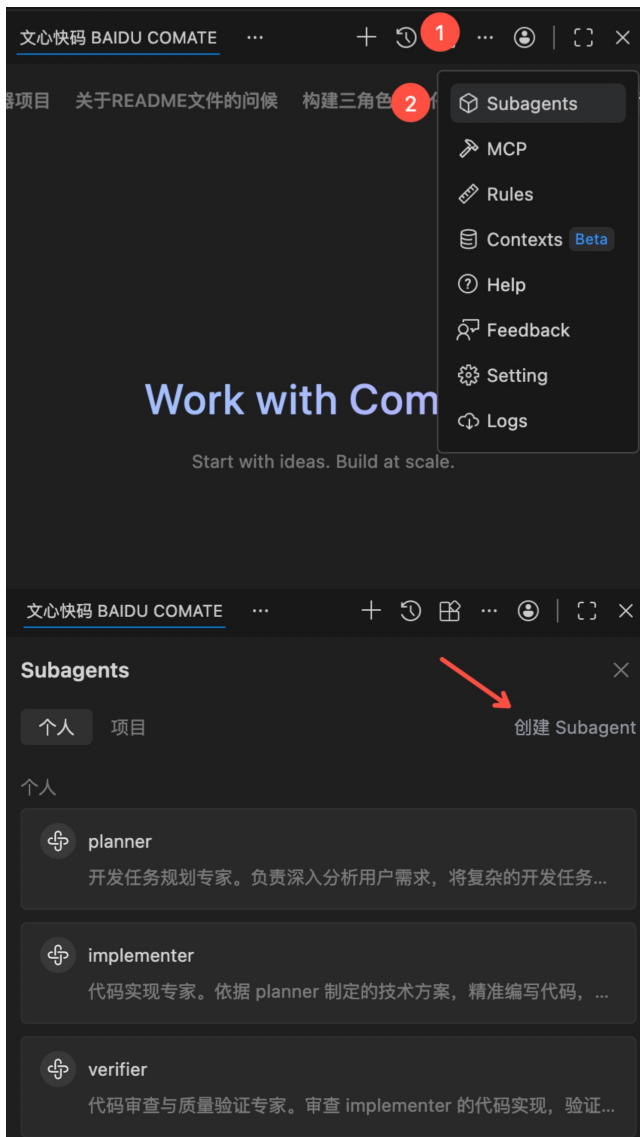 文心快码 BAIDU COMATE ...
1
器项目 关于README文件的问候 构建三角色
2
Subagents
MCP
Rules
Contexts Beta
Help
Feedback
Setting
Logs
Work with Com
Start with ideas. Build at scale.
文心快码 BAIDU COMATE ...
Subagents
个人 项目 创建 Subagent
个人
planner
开发任务规划专家。负责深入分析用户需求，将复杂的开发任务...
implementer
代码实现专家。依据 planner 制定的技术方案，精准编写代码，...
verifier
代码审查与质量验证专家。审查 implementer 的代码实现，验证...